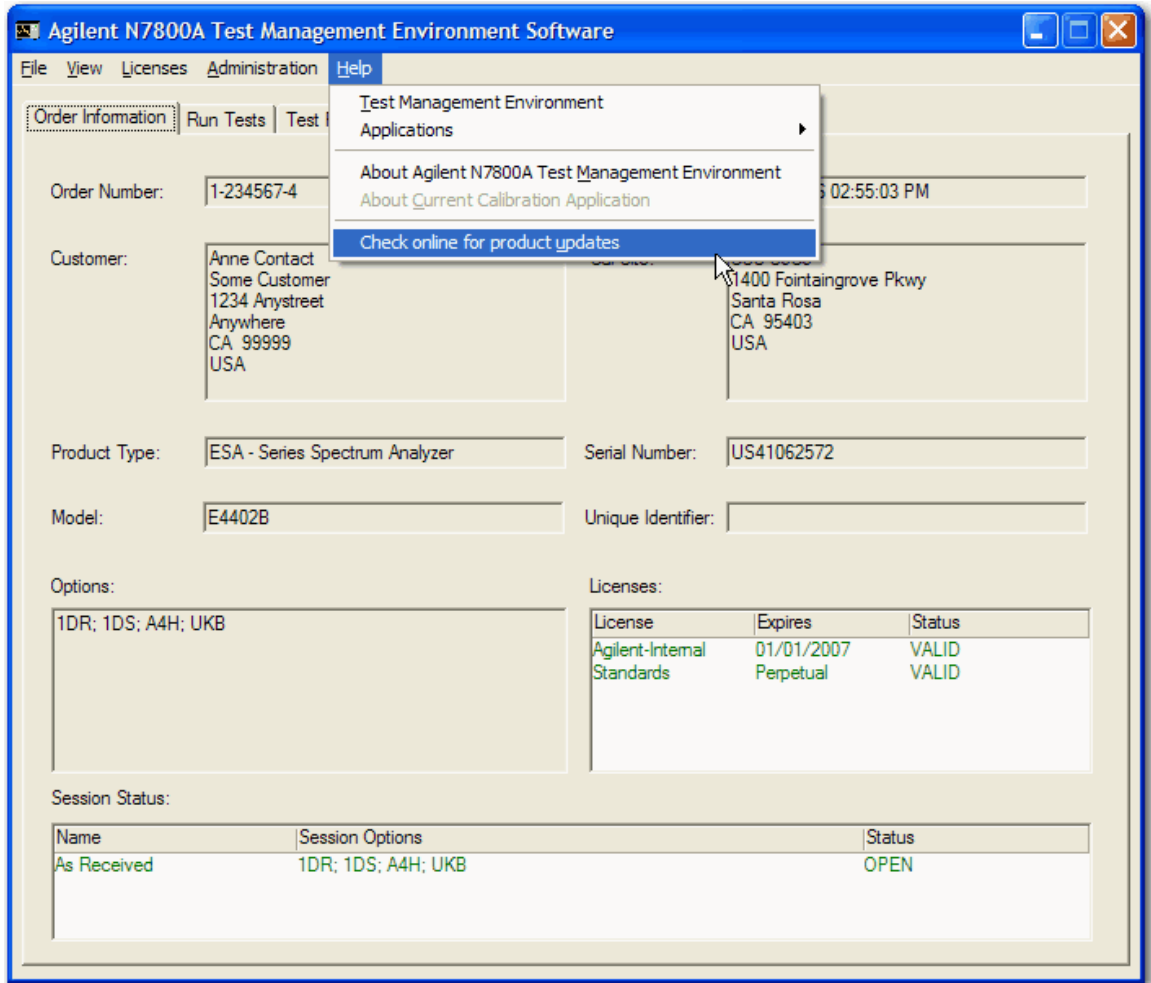 Agilent N7800A Test Management Environment Software
File View Licenses Administration Help
Test Management Environment
Applications
About Agilent N7800A Test Management Environment
About Current Calibration Application
Check online for product updates
Order Information Run Tests Test
Order Number: 1-234567-4 02:55:03 PM
Customer:
Anne Contact
Some Customer
1234 Anystreet
Anywhere
CA 99999
USA
1400 Fointaingrove Pkwy
Santa Rosa
CA 95403
USA
Product Type: ESA - Series Spectrum Analyzer Serial Number: US41062572
Model: E4402B Unique Identifier:
Options:
1DR; 1DS; A4H; UKB
Licenses:
License Expires Status
Agilent-Internal 01/01/2007 VALID
Standards Perpetual VALID
Session Status:
Name Session Options Status
As Received 1DR; 1DS; A4H; UKB OPEN